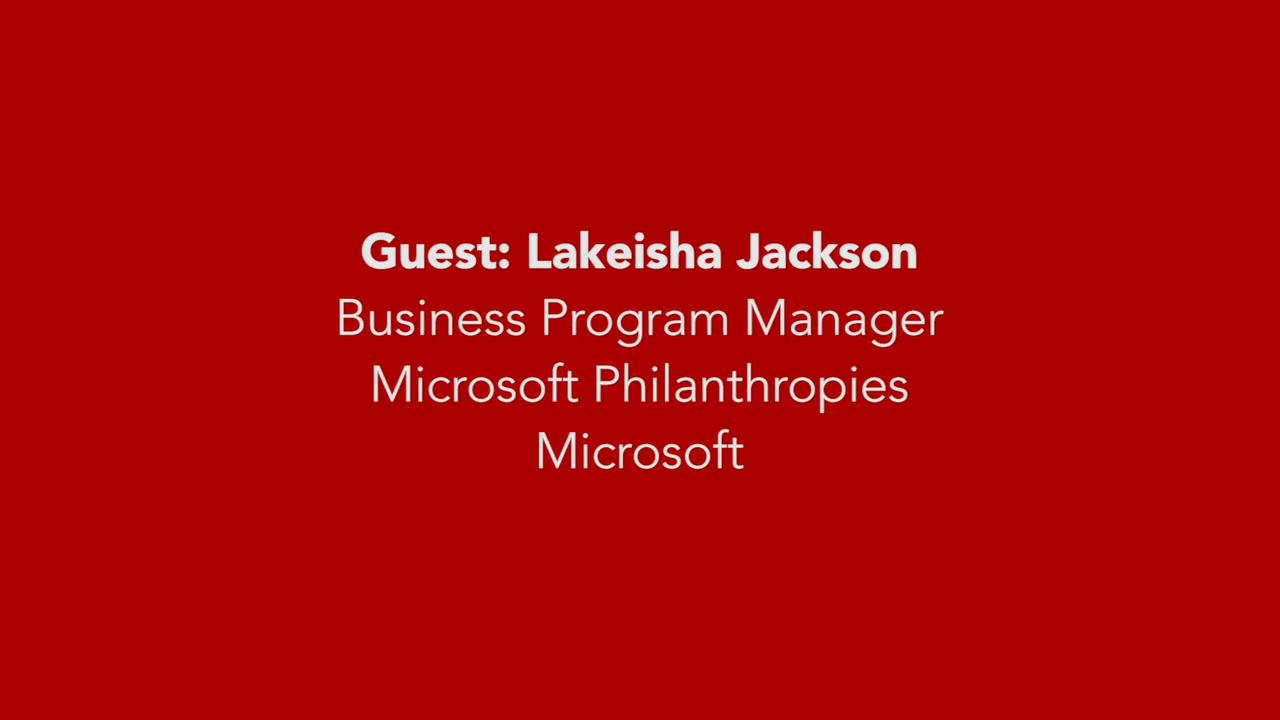 Guest: Lakeisha Jackson
Business Program Manager
Microsoft Philanthropies
Microsoft